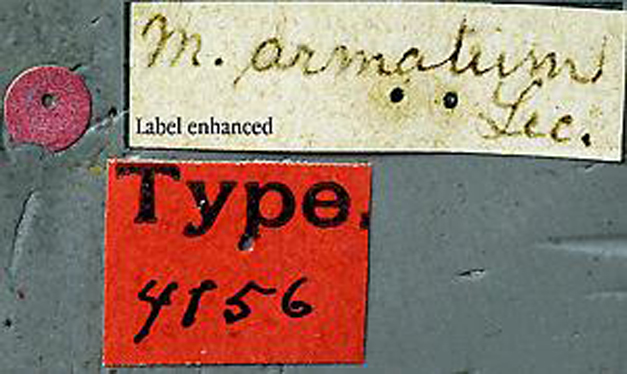 M. armatum
Lec.
Label enhanced
Type.
4156